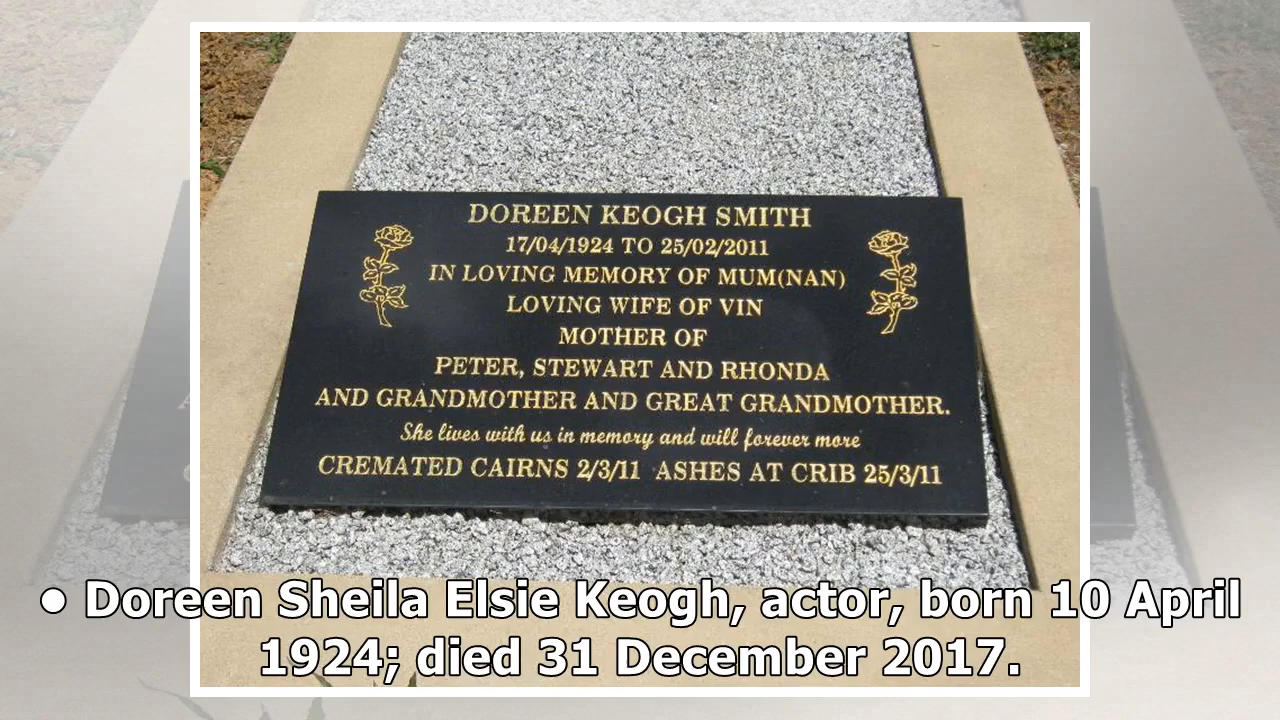 DOREEN KEOGH SMITH
17/04/1924 TO 25/02/2011
IN LOVING MEMORY OF MUM(NAN)
LOVING WIFE OF VIN
MOTHER OF
PETER, STEWART AND RHONDA
AND GRANDMOTHER AND GREAT GRANDMOTHER.
She lives with us in memory and will forever more
CREMATED CAIRNS 2/3/11 ASHES AT CRIB 25/3/11
• Doreen Sheila Elsie Keogh, actor, born 10 April
1924; died 31 December 2017.